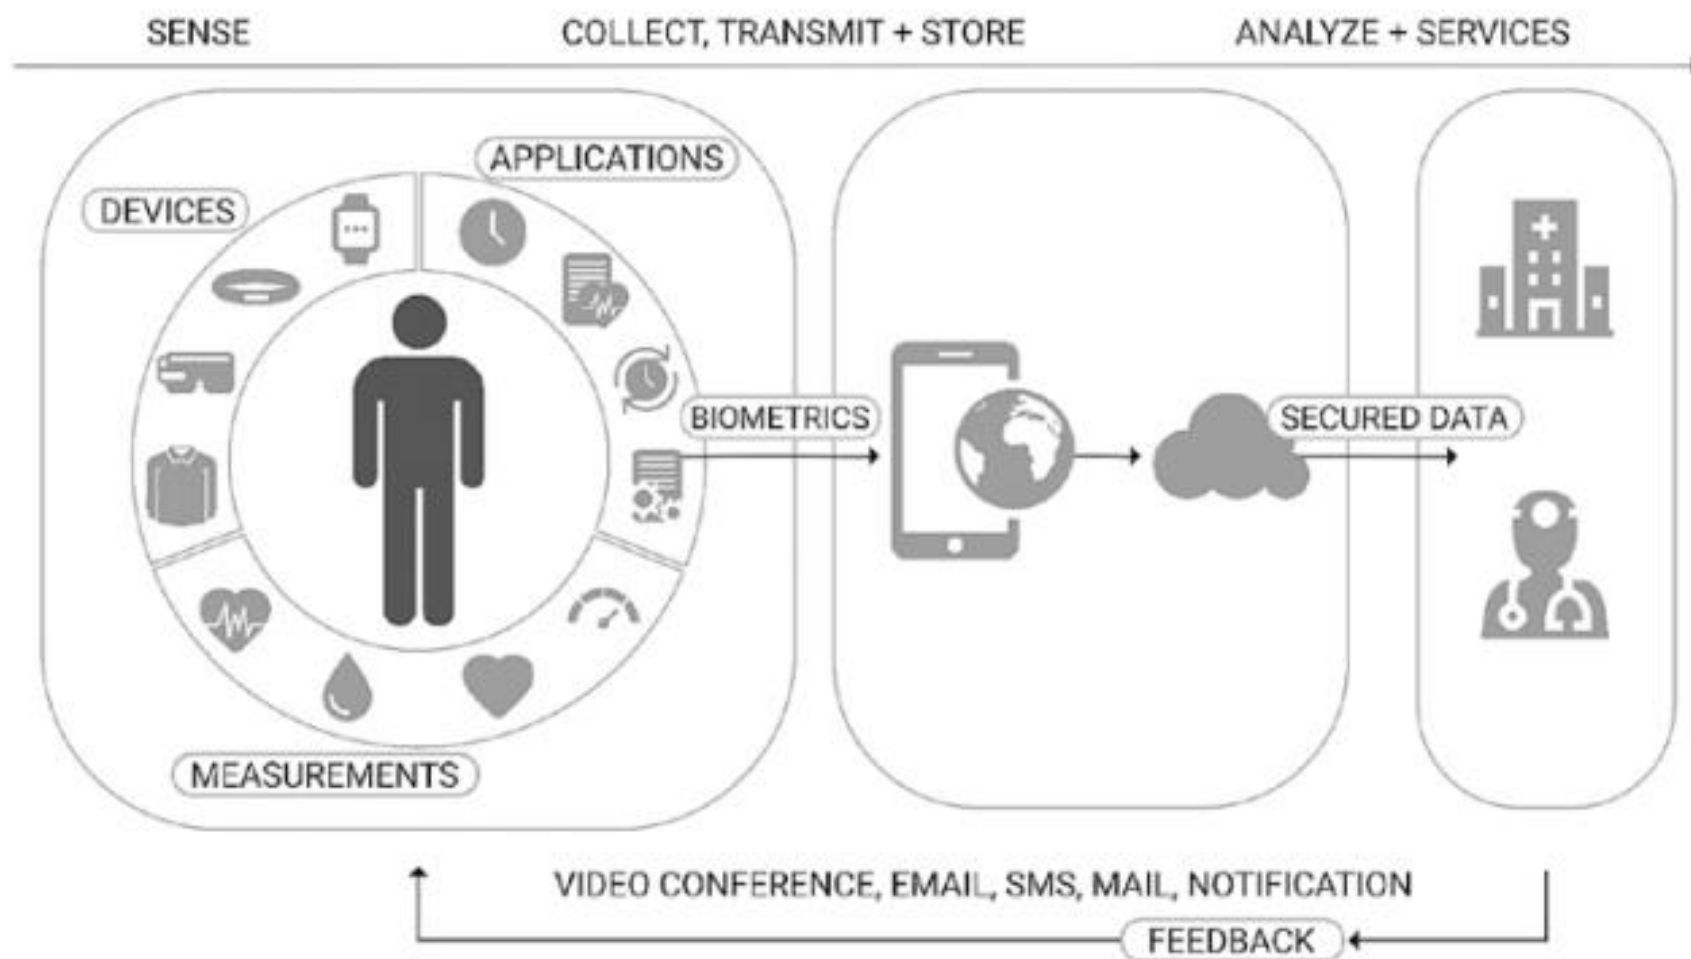 SENSE
COLLECT, TRANSMIT + STORE
ANALYZE + SERVICES
APPLICATIONS
DEVICES
BIOMETRICS
SECURED DATA
MEASUREMENTS
VIDEO CONFERENCE, EMAIL, SMS, MAIL, NOTIFICATION
FEEDBACK